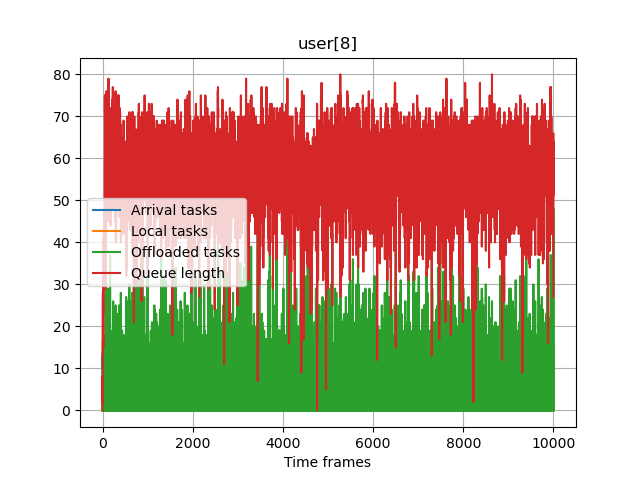 user[8]
80
70
60
50
40
30
20
10
0
Arrival tasks
Local tasks
Offloaded tasks
Queue length
0 2000 4000 6000 8000 10000
Time frames